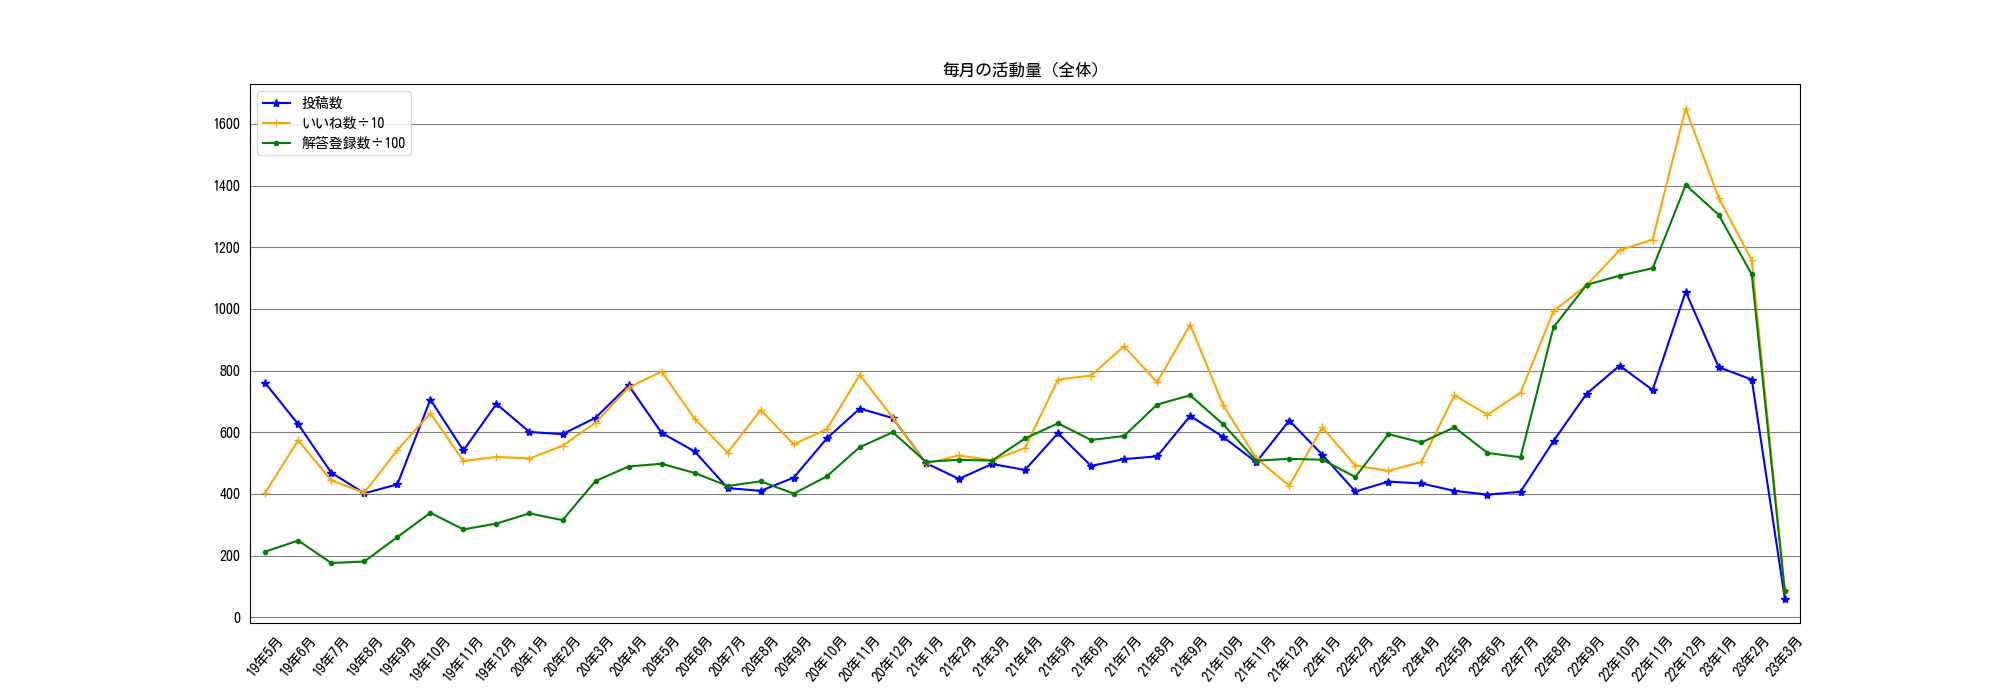 毎月の活動量（全体）
投稿数
いいね数÷10
解答登録数÷100
1600
1400
1200
1000
800
600
400
200
0
19年5月
19年6月
19年7月
19年8月
19年9月
19年10月
19年11月
19年12月
20年1月
20年2月
20年3月
20年4月
20年5月
20年6月
20年7月
20年8月
20年9月
20年10月
20年11月
20年12月
21年1月
21年2月
21年3月
21年4月
21年5月
21年6月
21年7月
21年8月
21年9月
21年10月
21年11月
21年12月
22年1月
22年2月
22年3月
22年4月
22年5月
22年6月
22年7月
22年8月
22年9月
22年10月
22年11月
22年12月
23年1月
23年2月
23年3月